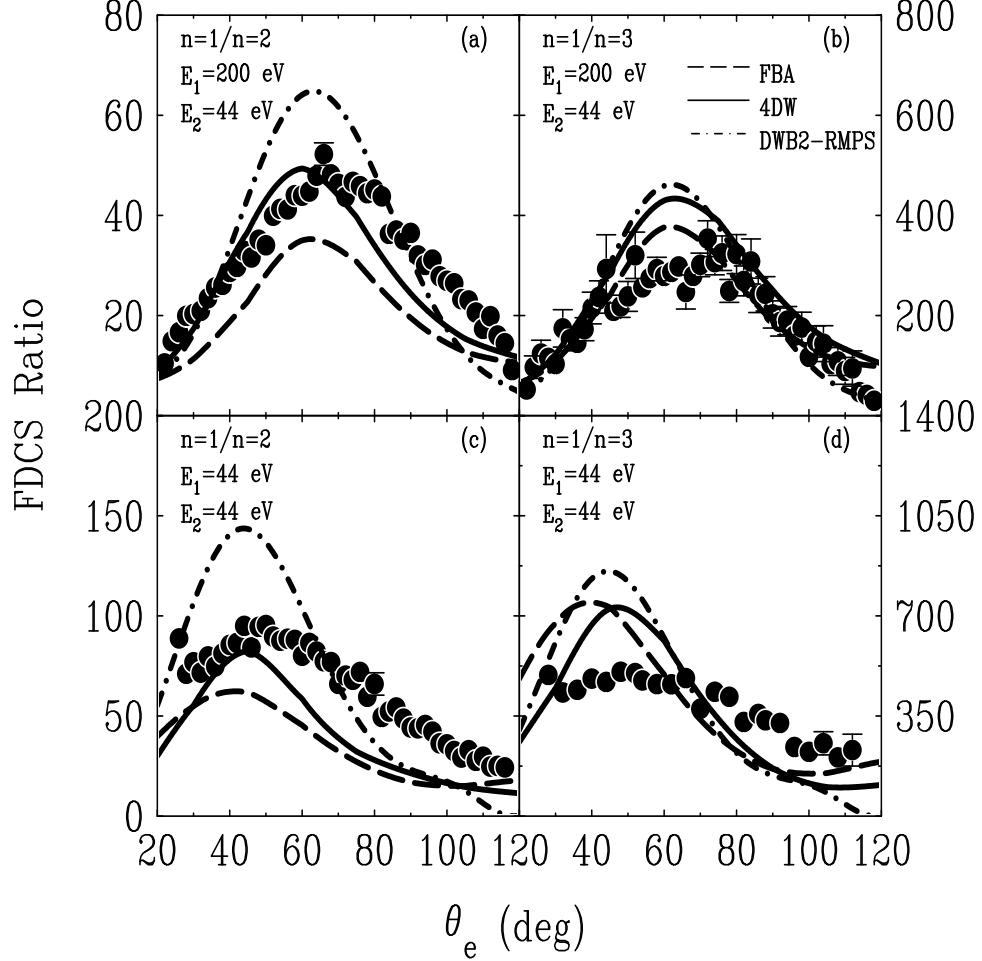 80
n=1/n=2 (a)
E1=200 eV
E2=44 eV
60
40
20
200
n=1/n=3 (b)
E1=200 eV
E2=44 eV
FBA
4DW
DWB2-RMPS
800
600
400
200
1400
FDCS Ratio
n=1/n=2 (c)
E1=44 eV
E2=44 eV
150
100
50
0
n=1/n=3 (d)
E1=44 eV
E2=44 eV
1050
700
350
20 40 60 80 100 120 40 60 80 100 120
θe (deg)